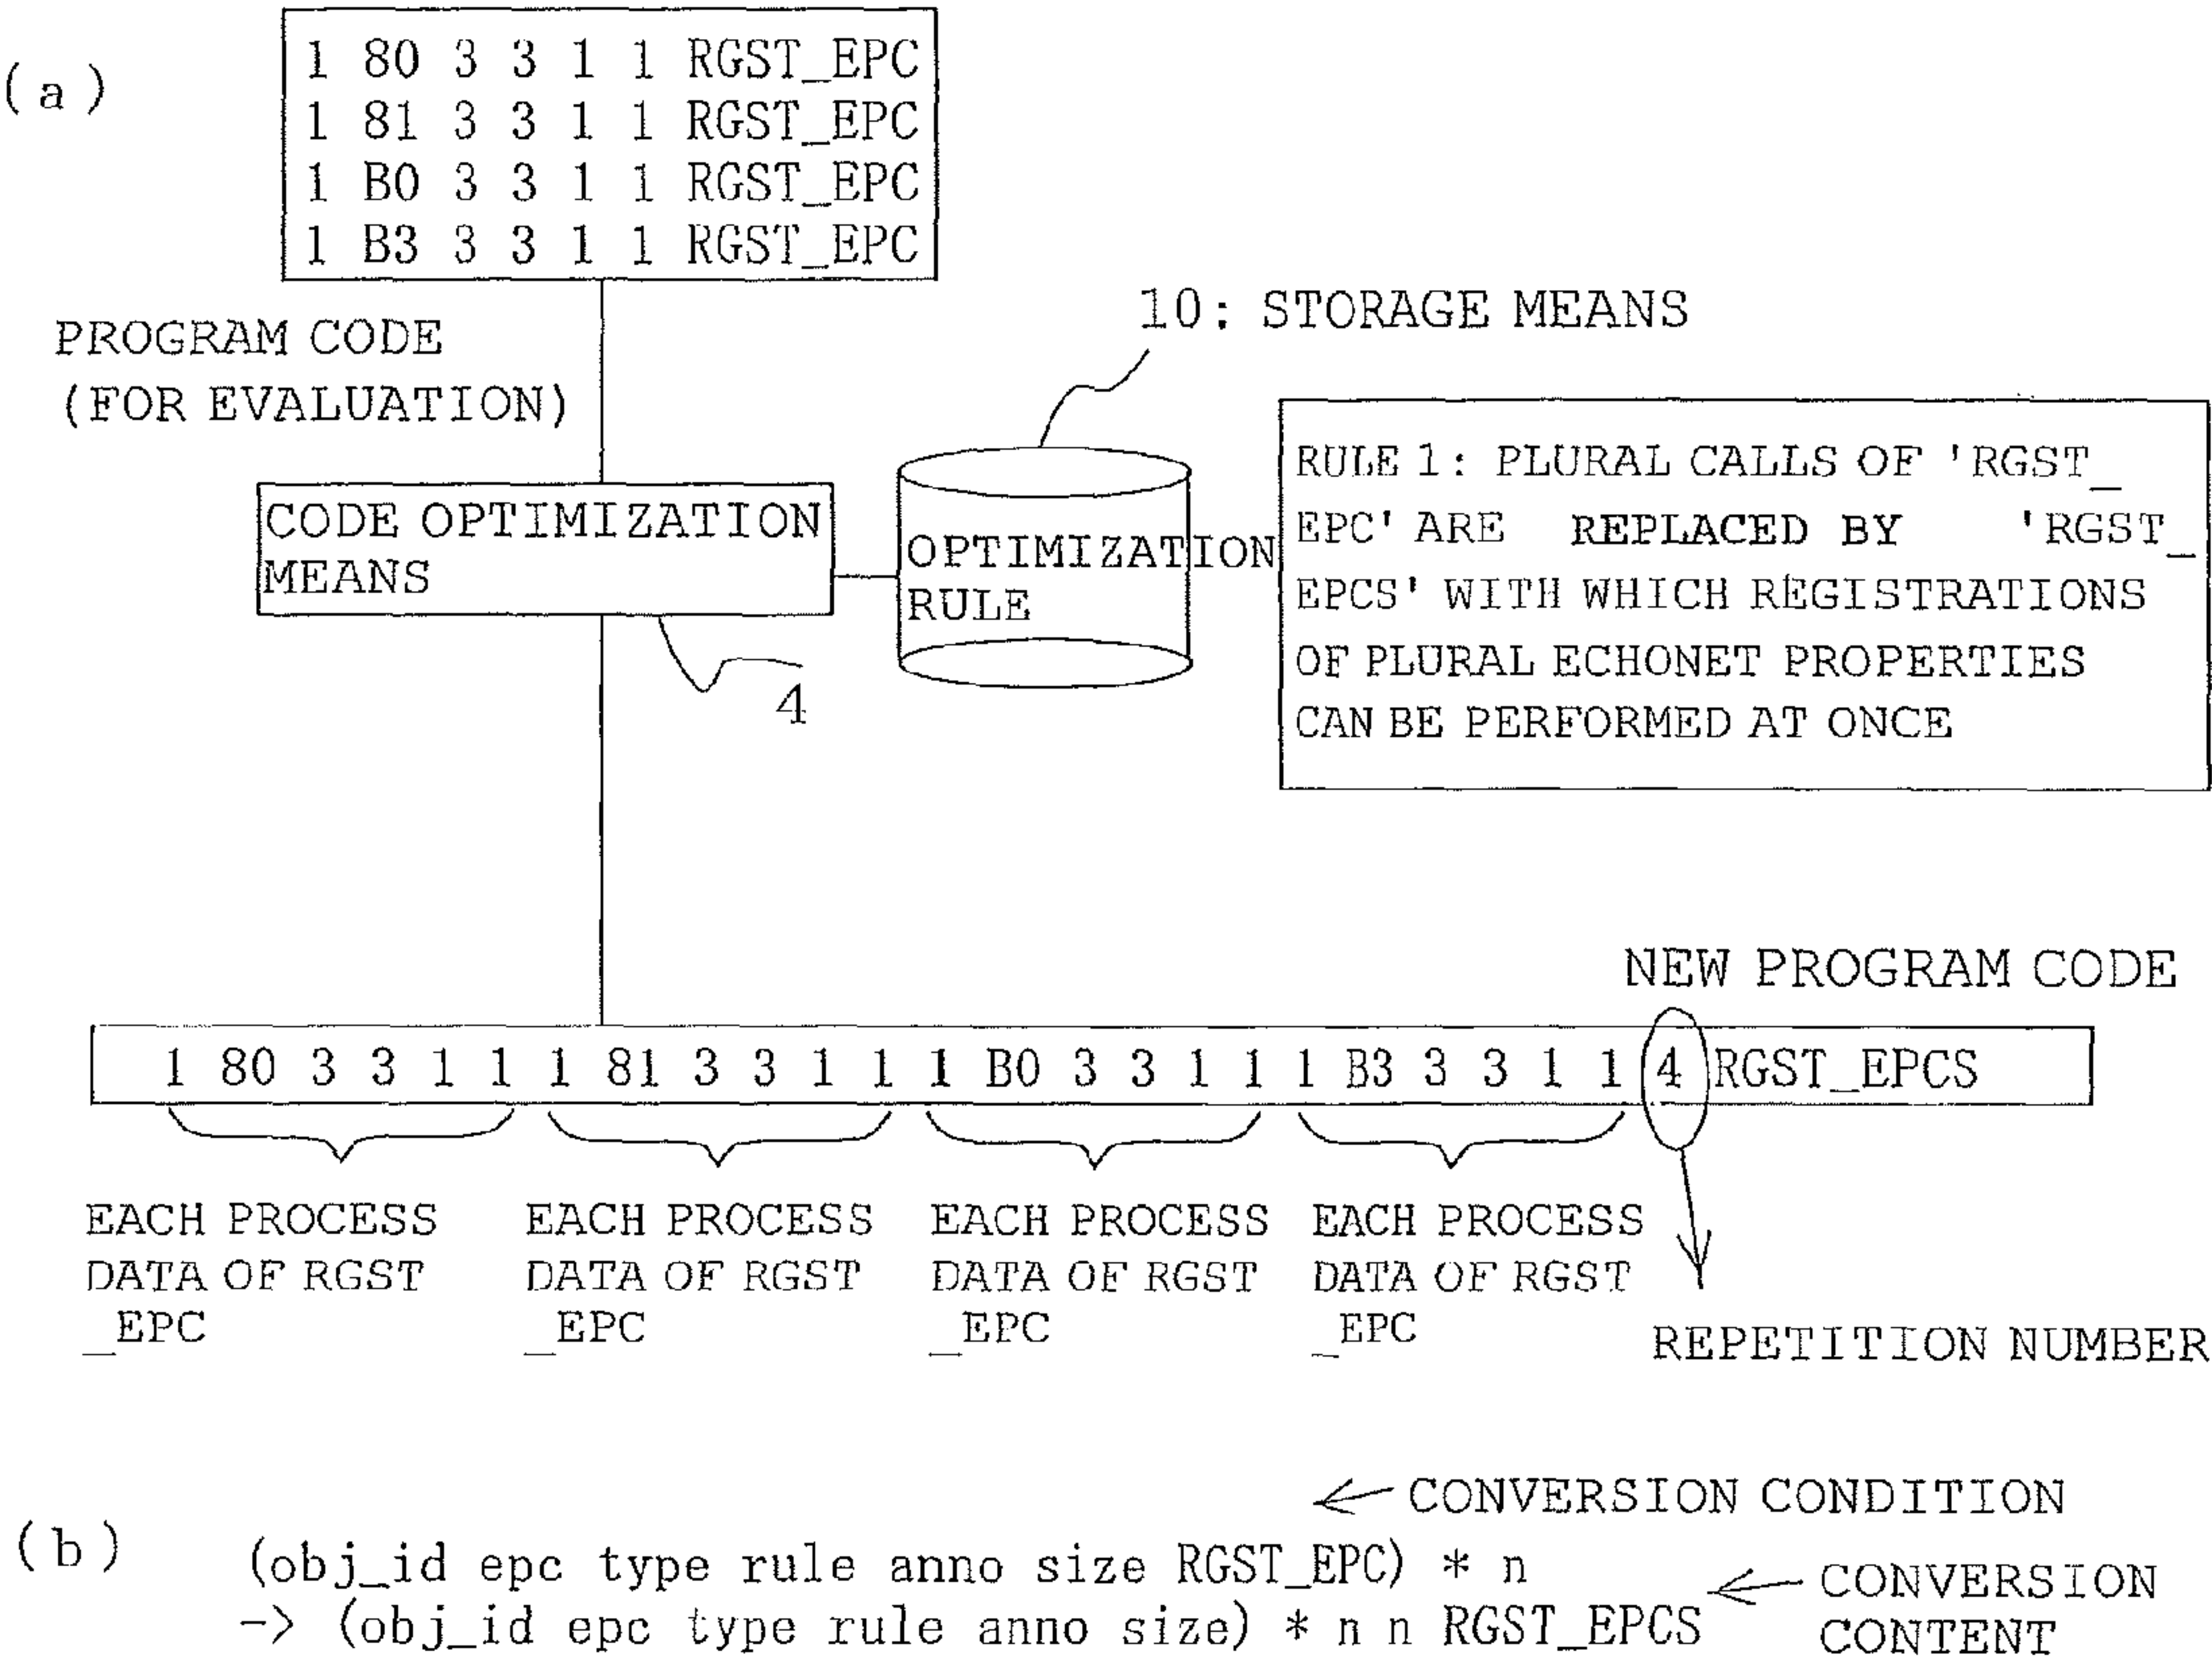 (a)
1 80 3 3 1 1 RGST_EPC
1 81 3 3 1 1 RGST_EPC
1 B0 3 3 1 1 RGST_EPC
1 B3 3 3 1 1 RGST_EPC
PROGRAM CODE
(FOR EVALUATION)
10: STORAGE MEANS
CODE OPTIMIZATION
MEANS
4
OPTIMIZATION
RULE
RULE 1: PLURAL CALLS OF 'RGST_
EPC' ARE REPLACED BY 'RGST_
EPCS' WITH WHICH REGISTRATIONS
OF PLURAL ECHONET PROPERTIES
CAN BE PERFORMED AT ONCE
NEW PROGRAM CODE
1 80 3 3 1 1 1 81 3 3 1 1 1 B0 3 3 1 1 1 B3 3 3 1 1 4 RGST_EPCS
EACH PROCESS
DATA OF RGST
_EPC
EACH PROCESS
DATA OF RGST
_EPC
EACH PROCESS
DATA OF RGST
_EPC
EACH PROCESS
DATA OF RGST
_EPC
REPETITION NUMBER
(b)
CONVERSION CONDITION
(obj_id epc type rule anno size RGST_EPC) * n
-> (obj_id epc type rule anno size) * n n RGST_EPCS
CONVERSION
CONTENT